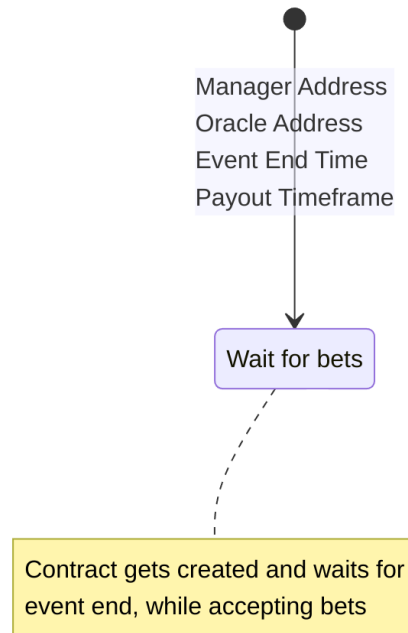 Manager Address
Oracle Address
Event End Time
Payout Timeframe
Wait for bets
Contract gets created and waits for
event end, while accepting bets